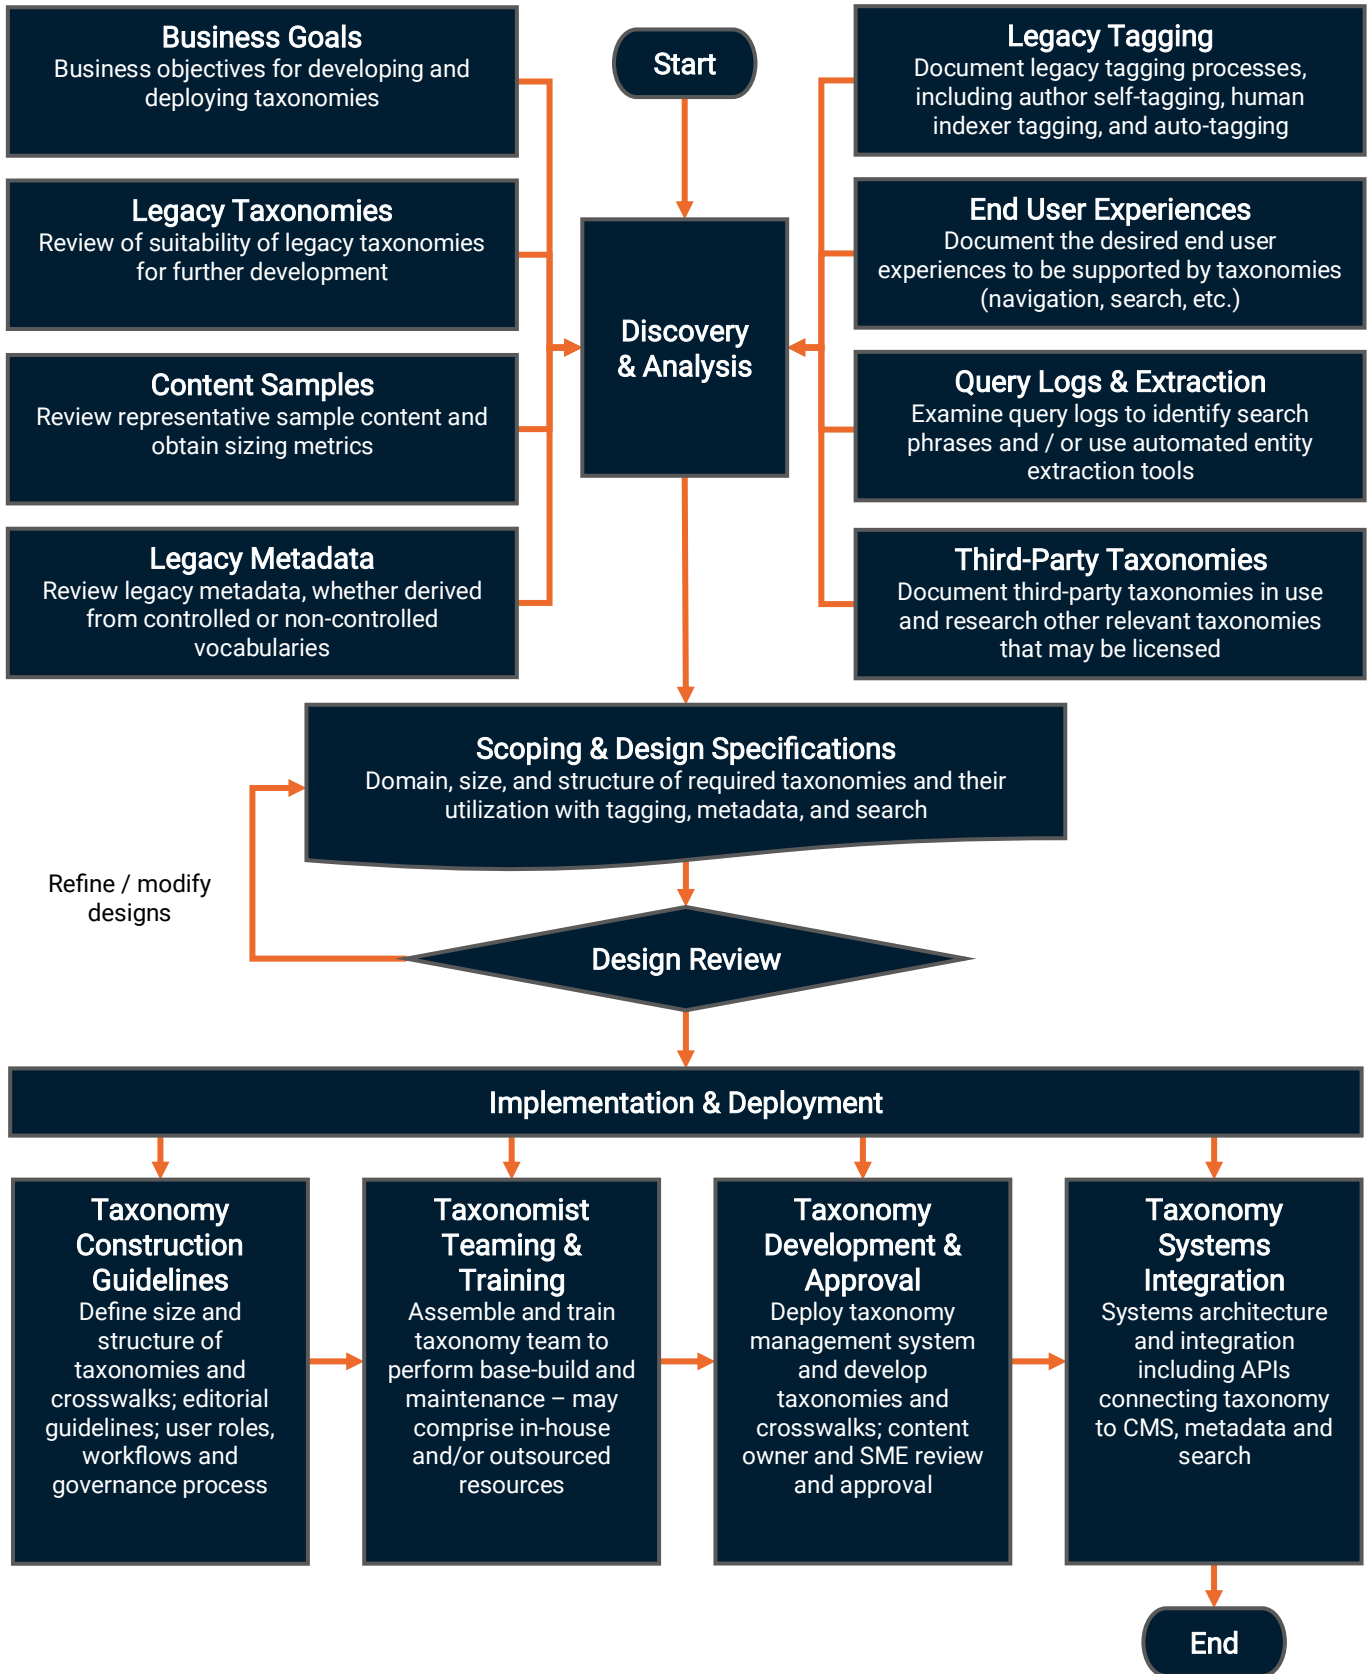 Business Goals
Business objectives for developing and
deploying taxonomies
Legacy Taxonomies
Review of suitability of legacy taxonomies
for further development
Content Samples
Review representative sample content and
obtain sizing metrics
Legacy Metadata
Review legacy metadata, whether derived
from controlled or non-controlled
vocabularies
Start
Discovery
& Analysis
Legacy Tagging
Document legacy tagging processes,
including author self-tagging, human
indexer tagging, and auto-tagging
End User Experiences
Document the desired end user
experiences to be supported by taxonomies
(navigation, search, etc.)
Query Logs & Extraction
Examine query logs to identify search
phrases and / or use automated entity
extraction tools
Third-Party Taxonomies
Document third-party taxonomies in use
and research other relevant taxonomies
that may be licensed
Scoping & Design Specifications
Domain, size, and structure of required taxonomies and their
utilization with tagging, metadata, and search
Refine / modify
designs
Design Review
Implementation & Deployment
Taxonomy
Construction
Guidelines
Define size and
structure of
taxonomies and
crosswalks; editorial
guidelines; user roles,
workflows and
governance process
Taxonomist
Teaming &
Training
Assemble and train
taxonomy team to
perform base-build and
maintenance – may
comprise in-house
and/or outsourced
resources
Taxonomy
Development &
Approval
Deploy taxonomy
management system
and develop
taxonomies and
crosswalks; content
owner and SME review
and approval
Taxonomy
Systems
Integration
Systems architecture
and integration
including APIs
connecting taxonomy
to CMS, metadata and
search
End